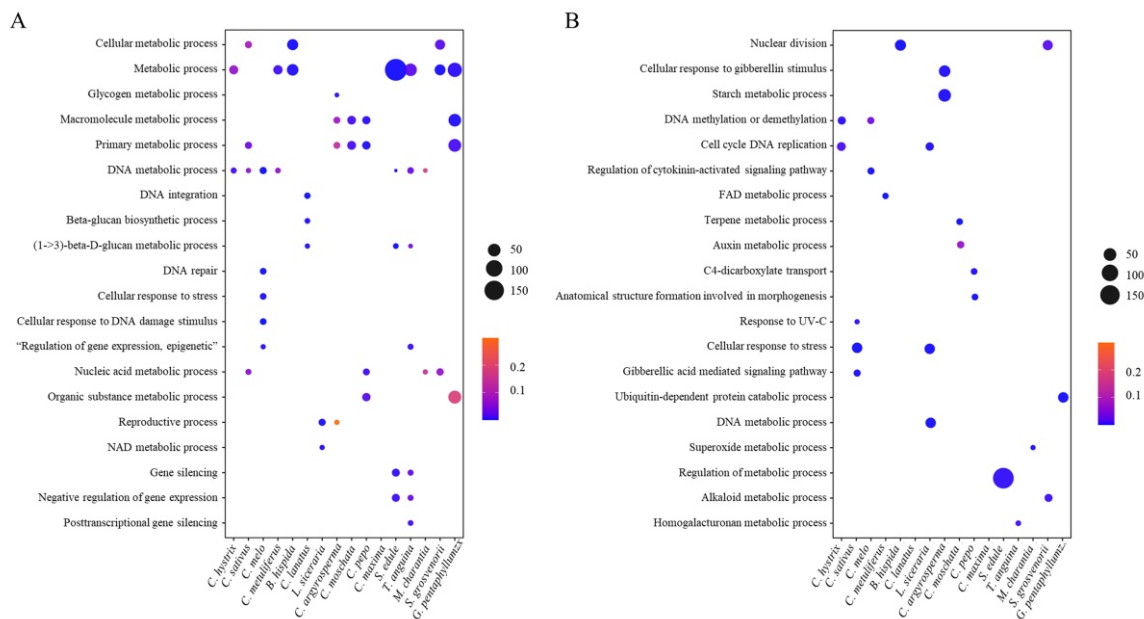 A
Cellular metabolic process
Metabolic process
Glycogen metabolic process
Macromolecule metabolic process
Primary metabolic process
DNA metabolic process
DNA integration
Beta-glucan biosynthetic process
(1->3)-beta-D-glucan metabolic process
DNA repair
Cellular response to stress
Cellular response to DNA damage stimulus
“Regulation of gene expression, epigenetic”
Nucleic acid metabolic process
Organic substance metabolic process
Reproductive process
NAD metabolic process
Gene silencing
Negative regulation of gene expression
Posttranscriptional gene silencing
C. hystrix
C. sativus
C. melo
C. metuliferus
B. hispida
C. lanatus
L. siceraria
C. argyrosperma
C. moschata
C. pepo
C. maxima
S. edule
T. anguina
M. charantia
S. grosvenorii
G. pentaphyllumzx
50
100
150
0.2
0.1
B
Nuclear division
Cellular response to gibberellin stimulus
Starch metabolic process
DNA methylation or demethylation
Cell cycle DNA replication
Regulation of cytokinin-activated signaling pathway
FAD metabolic process
Terpene metabolic process
Auxin metabolic process
C4-dicarboxylate transport
Anatomical structure formation involved in morphogenesis
Response to UV-C
Cellular response to stress
Gibberellic acid mediated signaling pathway
Ubiquitin-dependent protein catabolic process
DNA metabolic process
Superoxide metabolic process
Regulation of metabolic process
Alkaloid metabolic process
Homogalacturonan metabolic process
C. hystrix
C. sativus
C. melo
C. metutiferus
B. hispida
C. lanatus
L. siceraria
C. argyrosperma
C. moschata
C. pepo
C. maxima
S. edule
T. anguina
M. charantia
S. grosvenorii
G. pentaphyllumz.
50
100
150
0.2
0.1